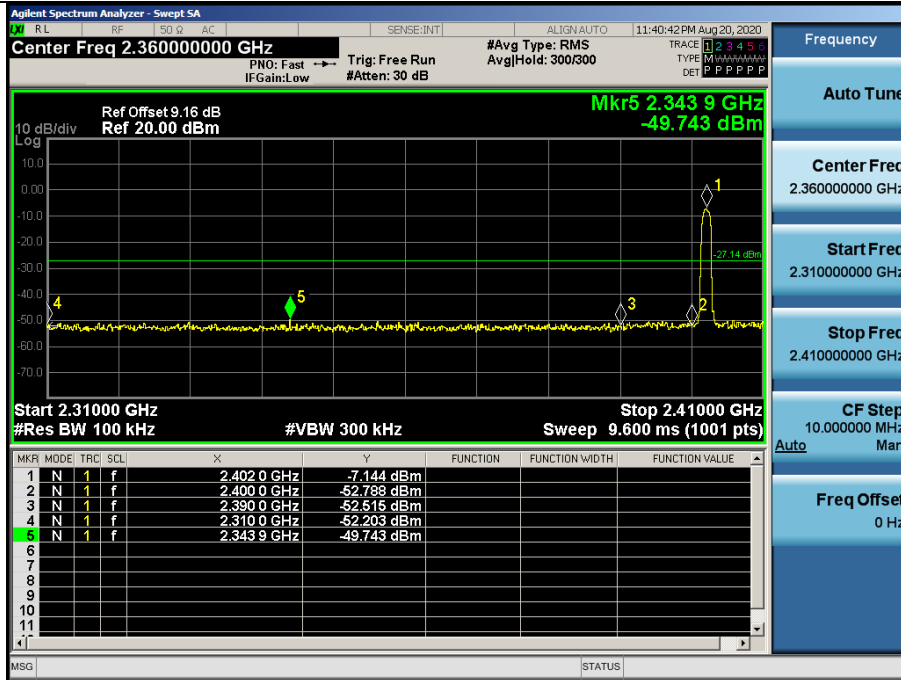 Agilent Spectrum Analyzer - Swept SA
LXI RL RF 50 Ω AC SENSE:INT ALIGN AUTO 11:40:42 PM Aug 20, 2020
Center Freq 2.360000000 GHz
PNO: Fast
IFGain:Low
Trig: Free Run
#Atten: 30 dB
#Avg Type: RMS
Avg|Hold: 300/300
TRACE 1 2 3 4 5 6
TYPE M W W W W W
DET P P P P P P
Ref Offset 9.16 dB
10 dB/div Ref 20.00 dBm
Log
Mkr5 2.343 9 GHz
-49.743 dBm
10.0
0.00
-10.0
-20.0
-30.0
-40.0
-50.0
-60.0
-70.0
1
-27.14 dBm
4
5
3
2
Start 2.31000 GHz Stop 2.41000 GHz
#Res BW 100 kHz #VBW 300 kHz Sweep 9.600 ms (1001 pts)
MKR MODE TRC SCL X Y FUNCTION FUNCTION WIDTH FUNCTION VALUE
1 N 1 f 2.402 0 GHz -7.144 dBm
2 N 1 f 2.400 0 GHz -52.788 dBm
3 N 1 f 2.390 0 GHz -52.515 dBm
4 N 1 f 2.310 0 GHz -52.203 dBm
5 N 1 f 2.343 9 GHz -49.743 dBm
6
7
8
9
10
11
MSG STATUS
Frequency
Auto Tune
Center Freq
2.360000000 GHz
Start Freq
2.310000000 GHz
Stop Freq
2.410000000 GHz
CF Step
10.000000 MHz
Auto Man
Freq Offset
0 Hz